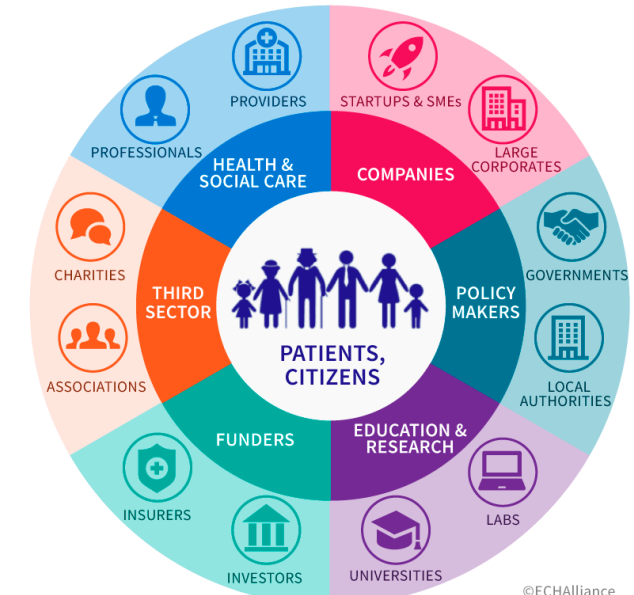 PROVIDERS
STARTUPS & SMEs
PROFESSIONALS
LARGE
CORPORATES
HEALTH &
SOCIAL CARE
COMPANIES
CHARITIES
GOVERNMENTS
THIRD
SECTOR
POLICY
MAKERS
PATIENTS,
CITIZENS
ASSOCIATIONS
LOCAL
AUTHORITIES
FUNDERS
EDUCATION &
RESEARCH
INSURERS
LABS
INVESTORS
UNIVERSITIES
©ECHAlliance